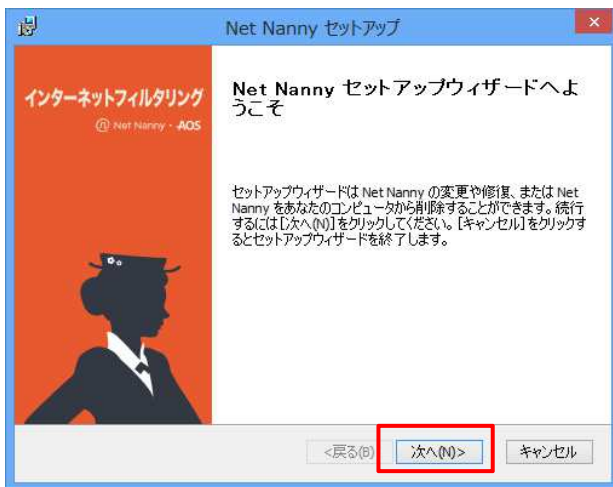 Net Nanny セットアップ
インターネットフィルタリング
Net Nanny - AOS
Net Nanny セットアップウィザードへよ
うこそ
セットアップウィザードは Net Nanny の変更や修復、または Net
Nanny をあなたのコンピュータから削除することができます。続行
するには［次へ(N)］をクリックしてください。［キャンセル］をクリックす
るとセットアップウィザードを終了します。
<戻る(B)
次へ(N)>
キャンセル